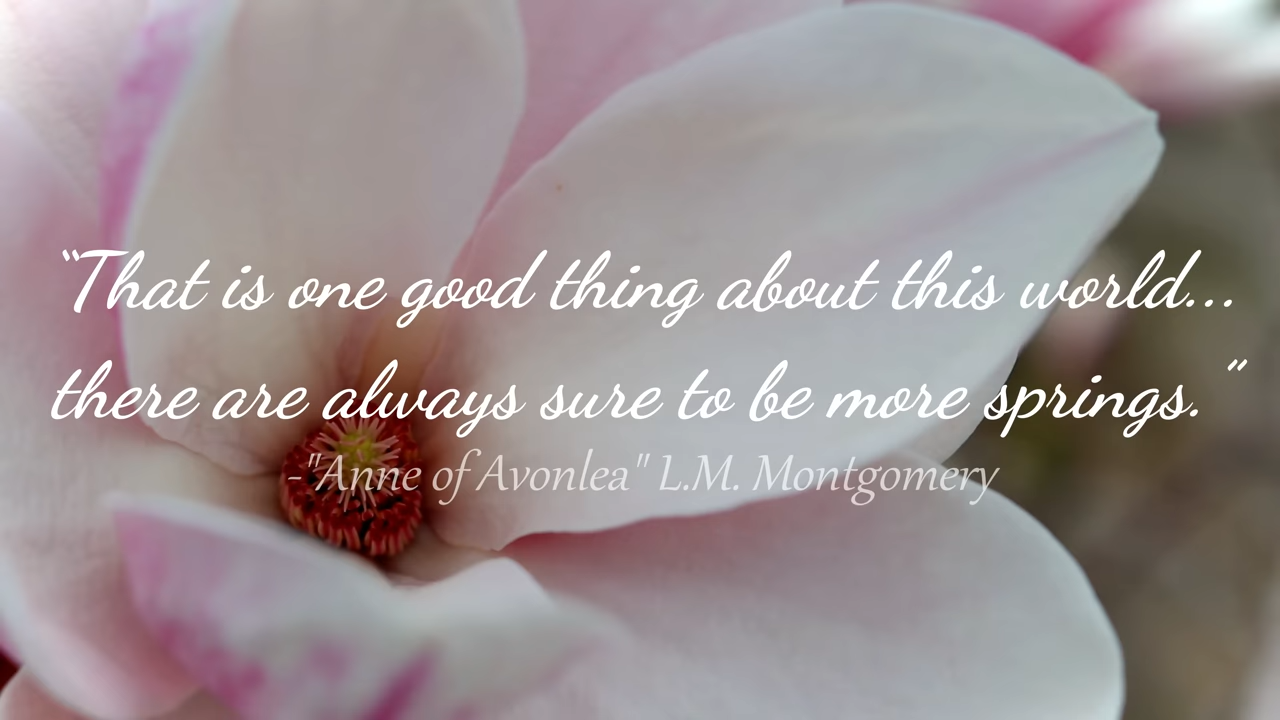 “That is one good thing about this world...
there are always sure to be more springs.”
-"Anne of Avonlea" L.M. Montgomery